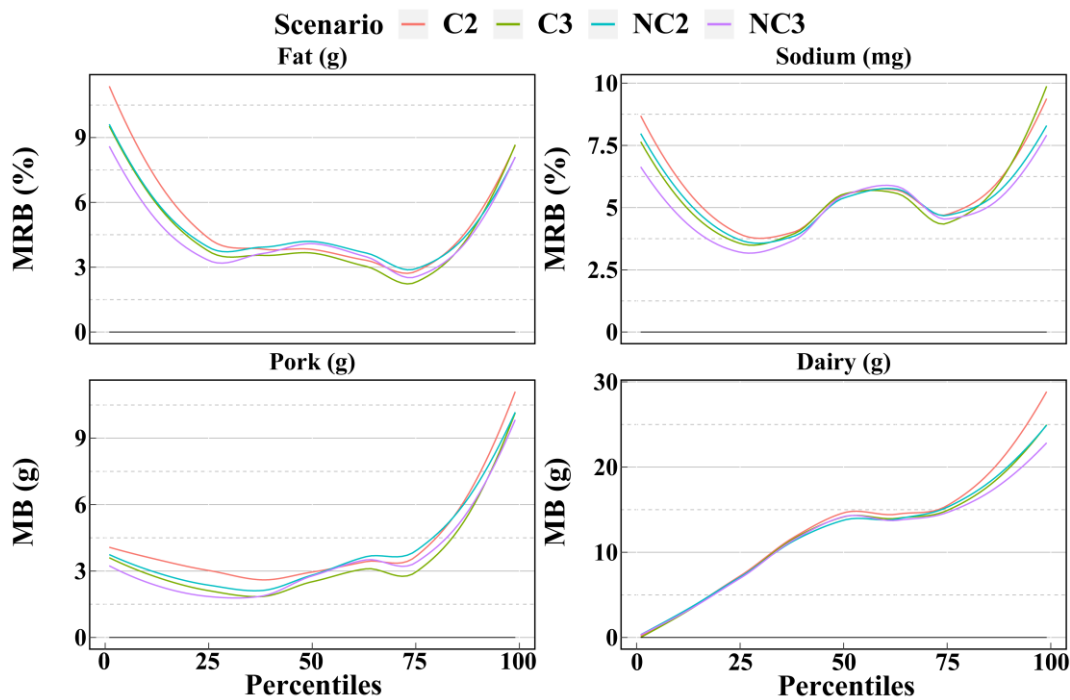 Scenario C2 C3 NC2 NC3
Fat (g)
Sodium (mg)
MRB (%)
9
6
3
0
MRB (%)
10
7.5
5
2.5
0
Pork (g)
Dairy (g)
MB (g)
9
6
3
0
MB (g)
30
20
10
0
0 25 50 75 100
0 25 50 75 100
Percentiles
Percentiles